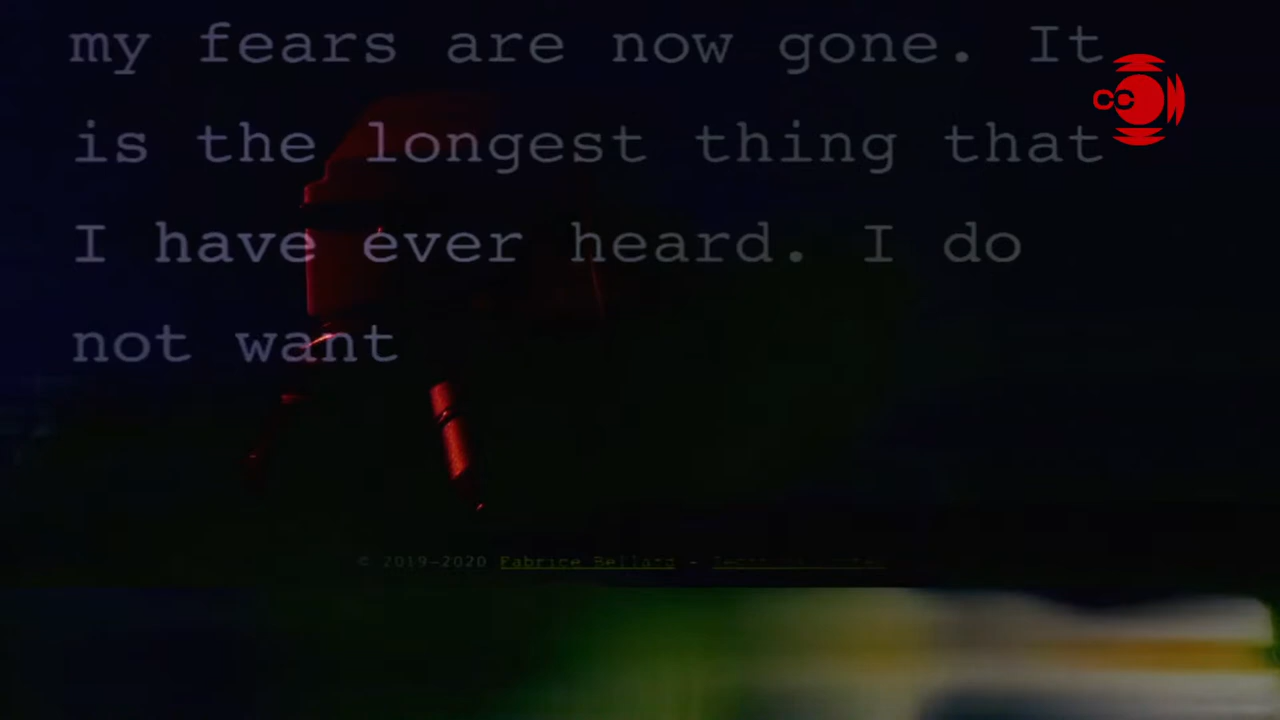 my fears are now gone. It
is the longest thing that
I have ever heard. I do
not want
CC
© 2019-2020 Fabrice Bellard -